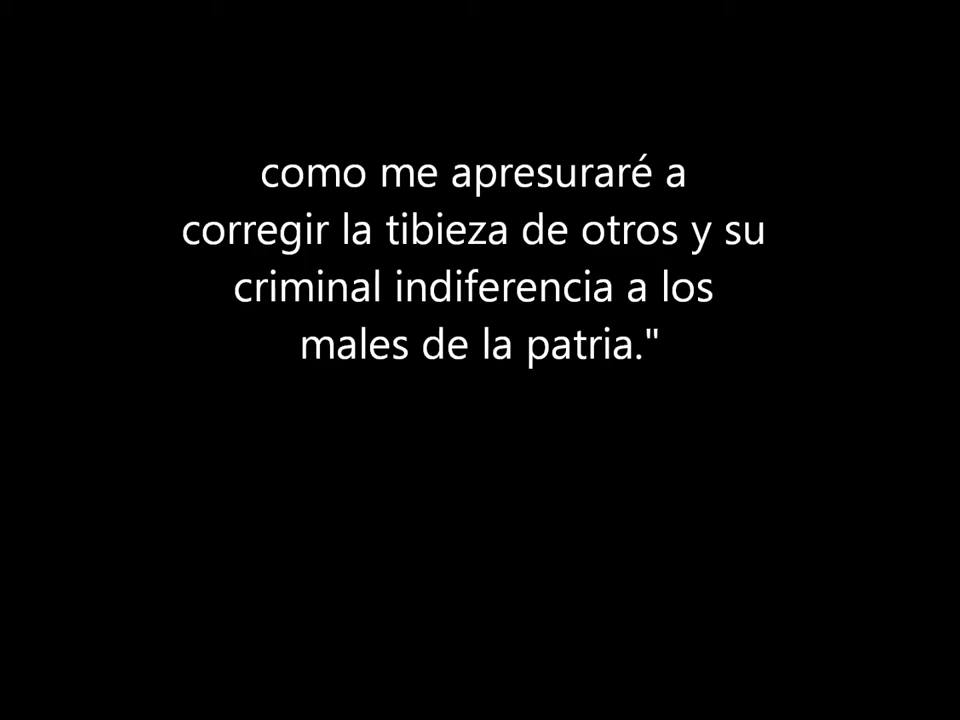 como me apresuraré a
corregir la tibieza de otros y su
criminal indiferencia a los
males de la patria."